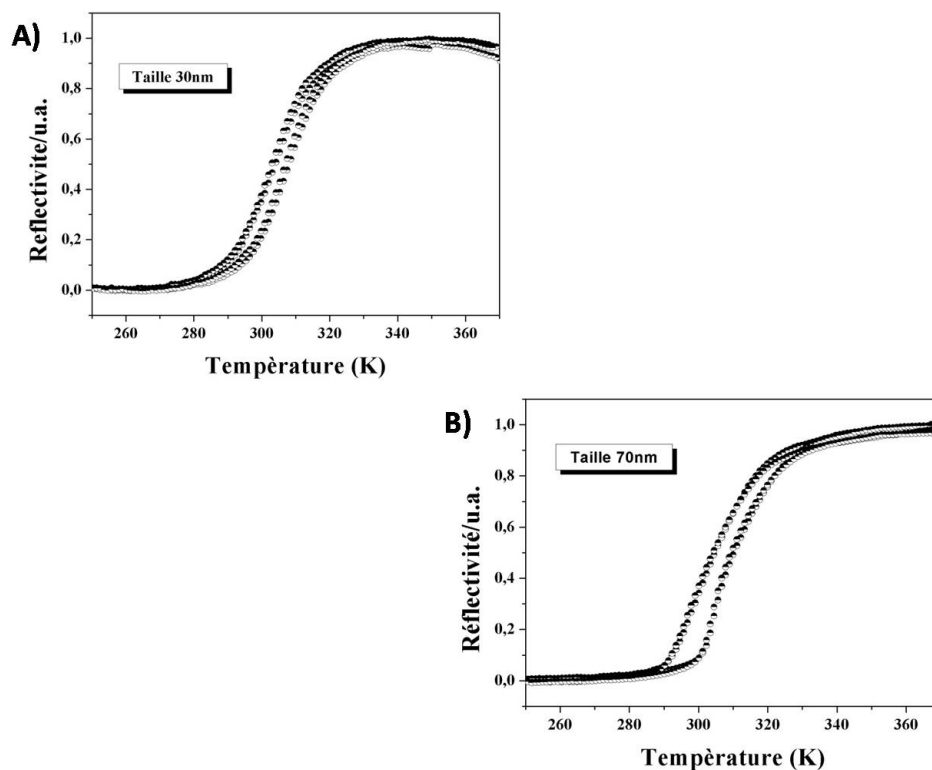 A)
Taille 30nm
Reflectivite/u.a.
1,0
0,8
0,6
0,4
0,2
0,0
260 280 300 320 340 360
Tempèrature (K)
B)
Taille 70nm
Réflectivité/u.a.
1,0
0,8
0,6
0,4
0,2
0,0
260 280 300 320 340 360
Tempèrature (K)